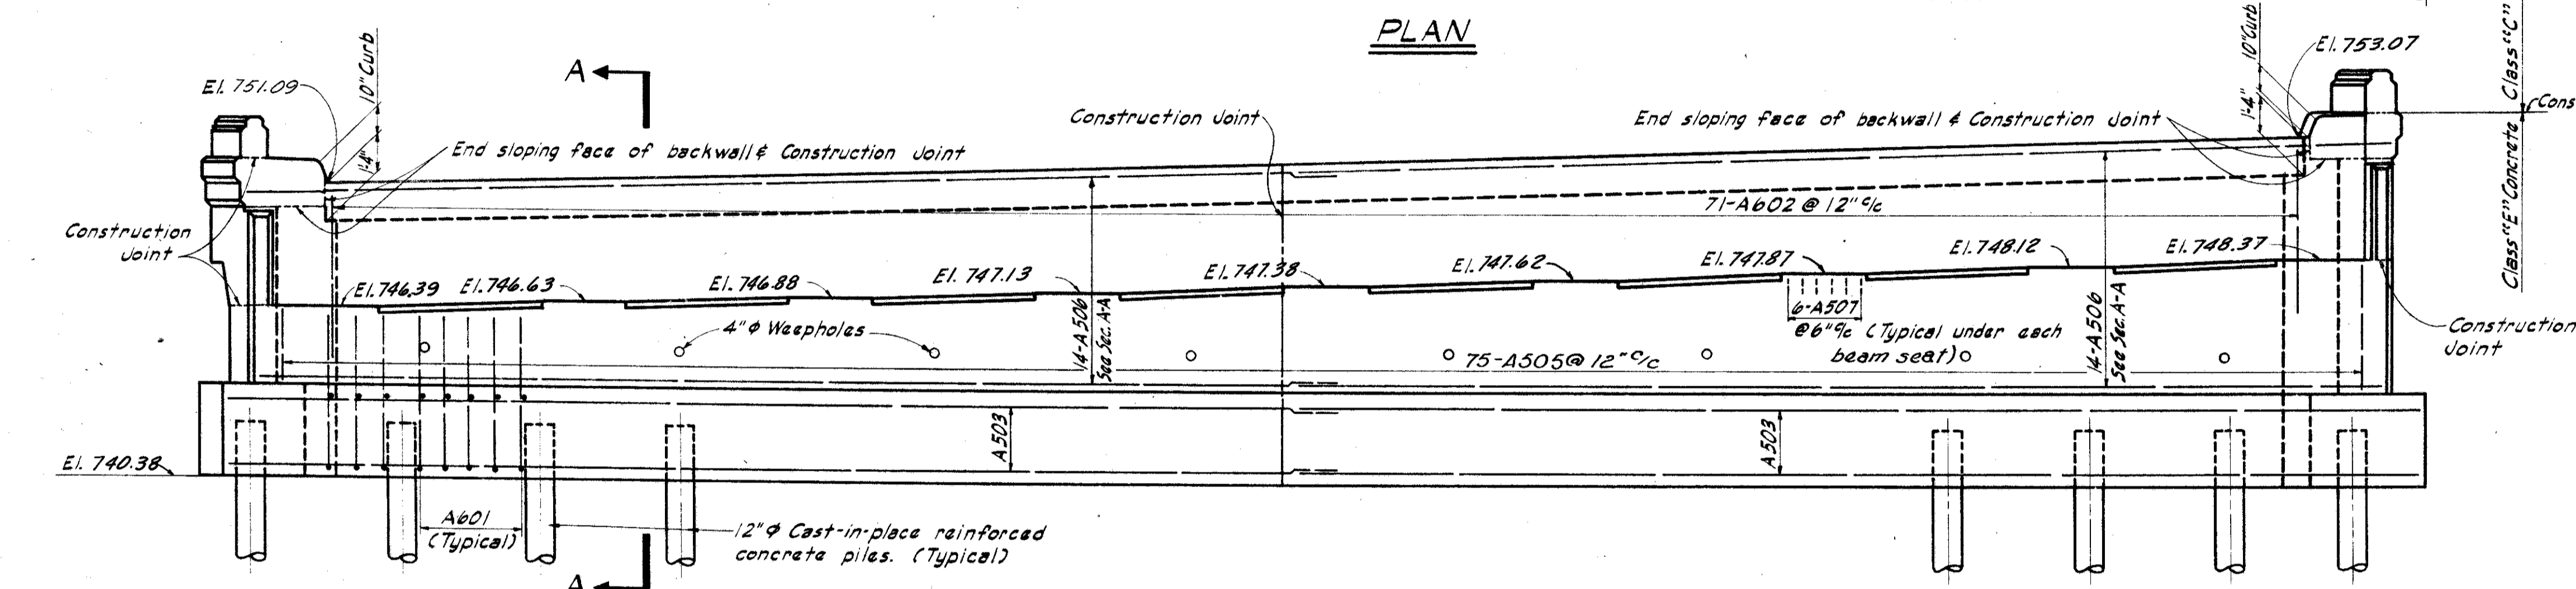 PLAN
10" Curb
1'-4"
El. 751.09
A
Construction Joint
10" Curb
1'-4"
El. 753.07
Class "C"
Class "E" Concrete
Cons
End sloping face of backwall & Construction Joint
End sloping face of backwall & Construction Joint
71-A602 @ 12" c/c
Construction
Joint
El. 746.39
El. 746.63
El. 746.88
El. 747.13
El. 747.38
El. 747.62
El. 747.87
El. 748.12
El. 748.37
14-A506
See Sec. A-A
4" ϕ Weepholes
6-A507
@ 6" c/c (Typical under each
beam seat)
75-A505 @ 12" c/c
14-A506
See Sec. A-A
Construction
Joint
A503
A503
El. 740.38
A601
(Typical)
12" ϕ Cast-in-place reinforced
concrete piles. (Typical)
A